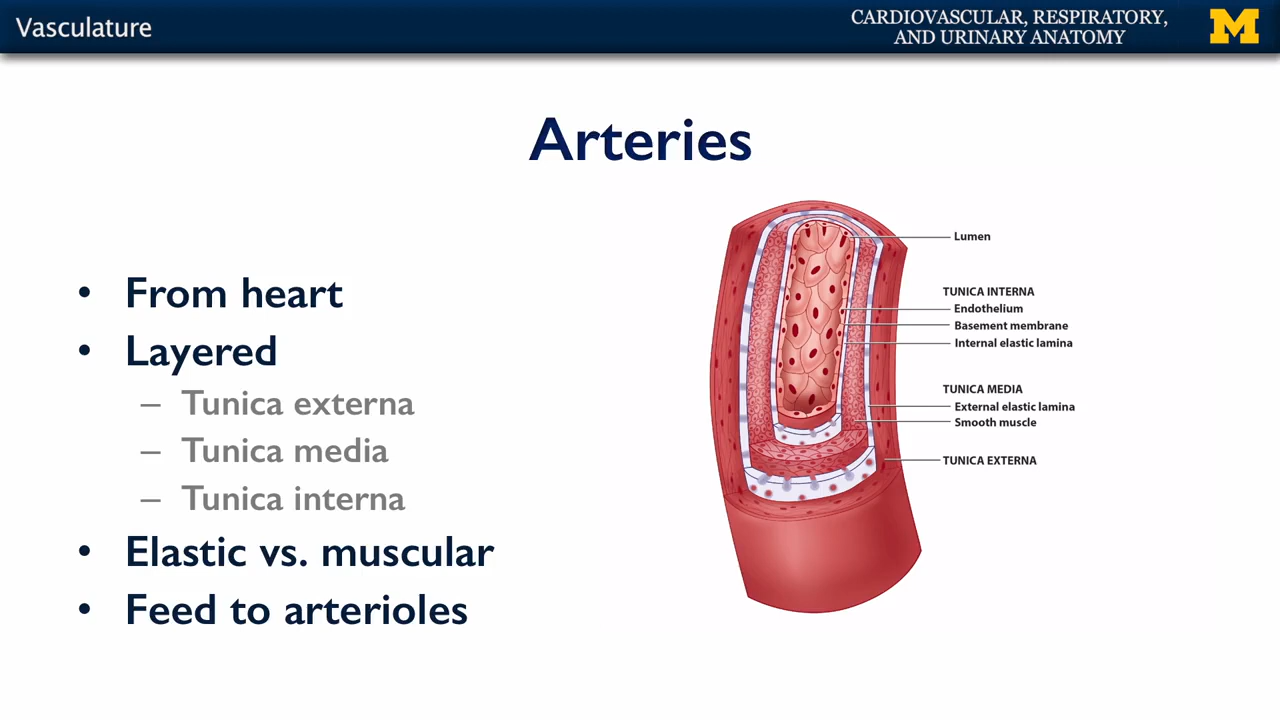 Vasculature
CARDIOVASCULAR, RESPIRATORY,
AND URINARY ANATOMY
M
Arteries
• From heart
• Layered
– Tunica externa
– Tunica media
– Tunica interna
• Elastic vs. muscular
• Feed to arterioles
Lumen
TUNICA INTERNA
Endothelium
Basement membrane
Internal elastic lamina
TUNICA MEDIA
External elastic lamina
Smooth muscle
TUNICA EXTERNA